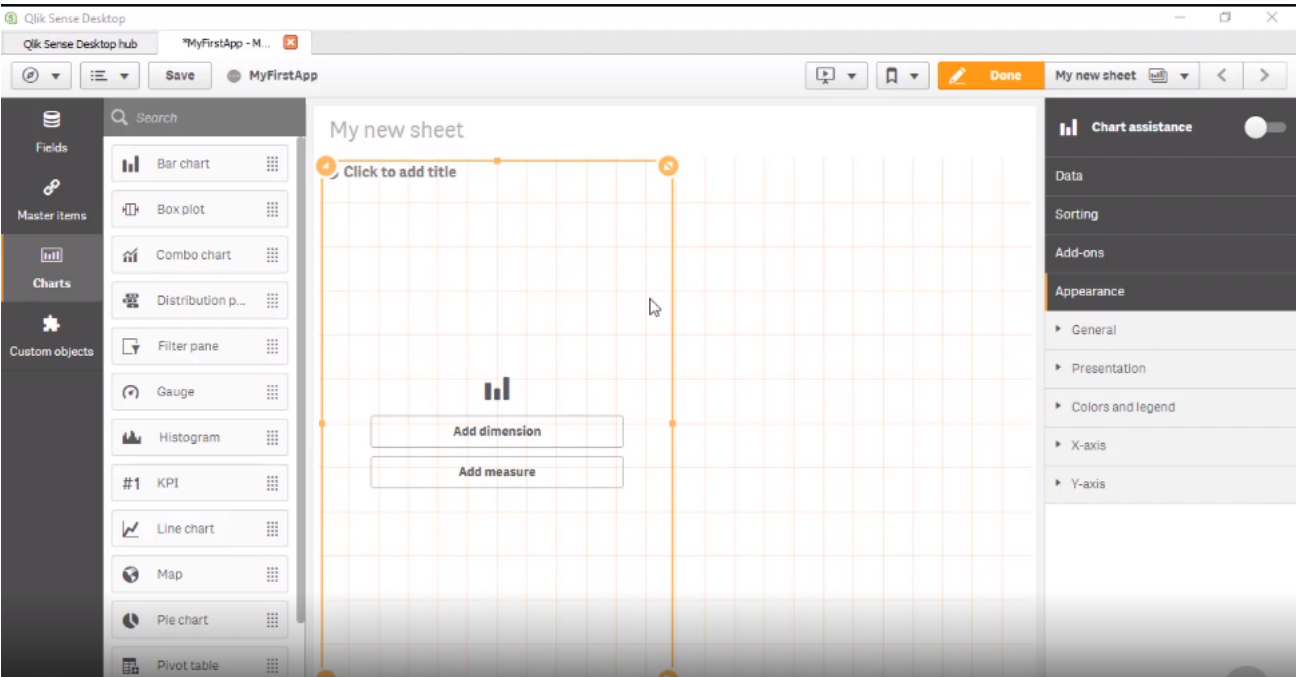 Qlik Sense Desktop
Qlik Sense Desktop hub
*MyFirstApp - M...
Save
MyFirstApp
Done
My new sheet
Fields
Master items
Charts
Custom objects
Search
Bar chart
Box plot
Combo chart
Distribution p...
Filter pane
Gauge
Histogram
#1 KPI
Line chart
Map
Pie chart
Pivot table
My new sheet
Click to add title
Add dimension
Add measure
Chart assistance
Data
Sorting
Add-ons
Appearance
General
Presentation
Colors and legend
X-axis
Y-axis